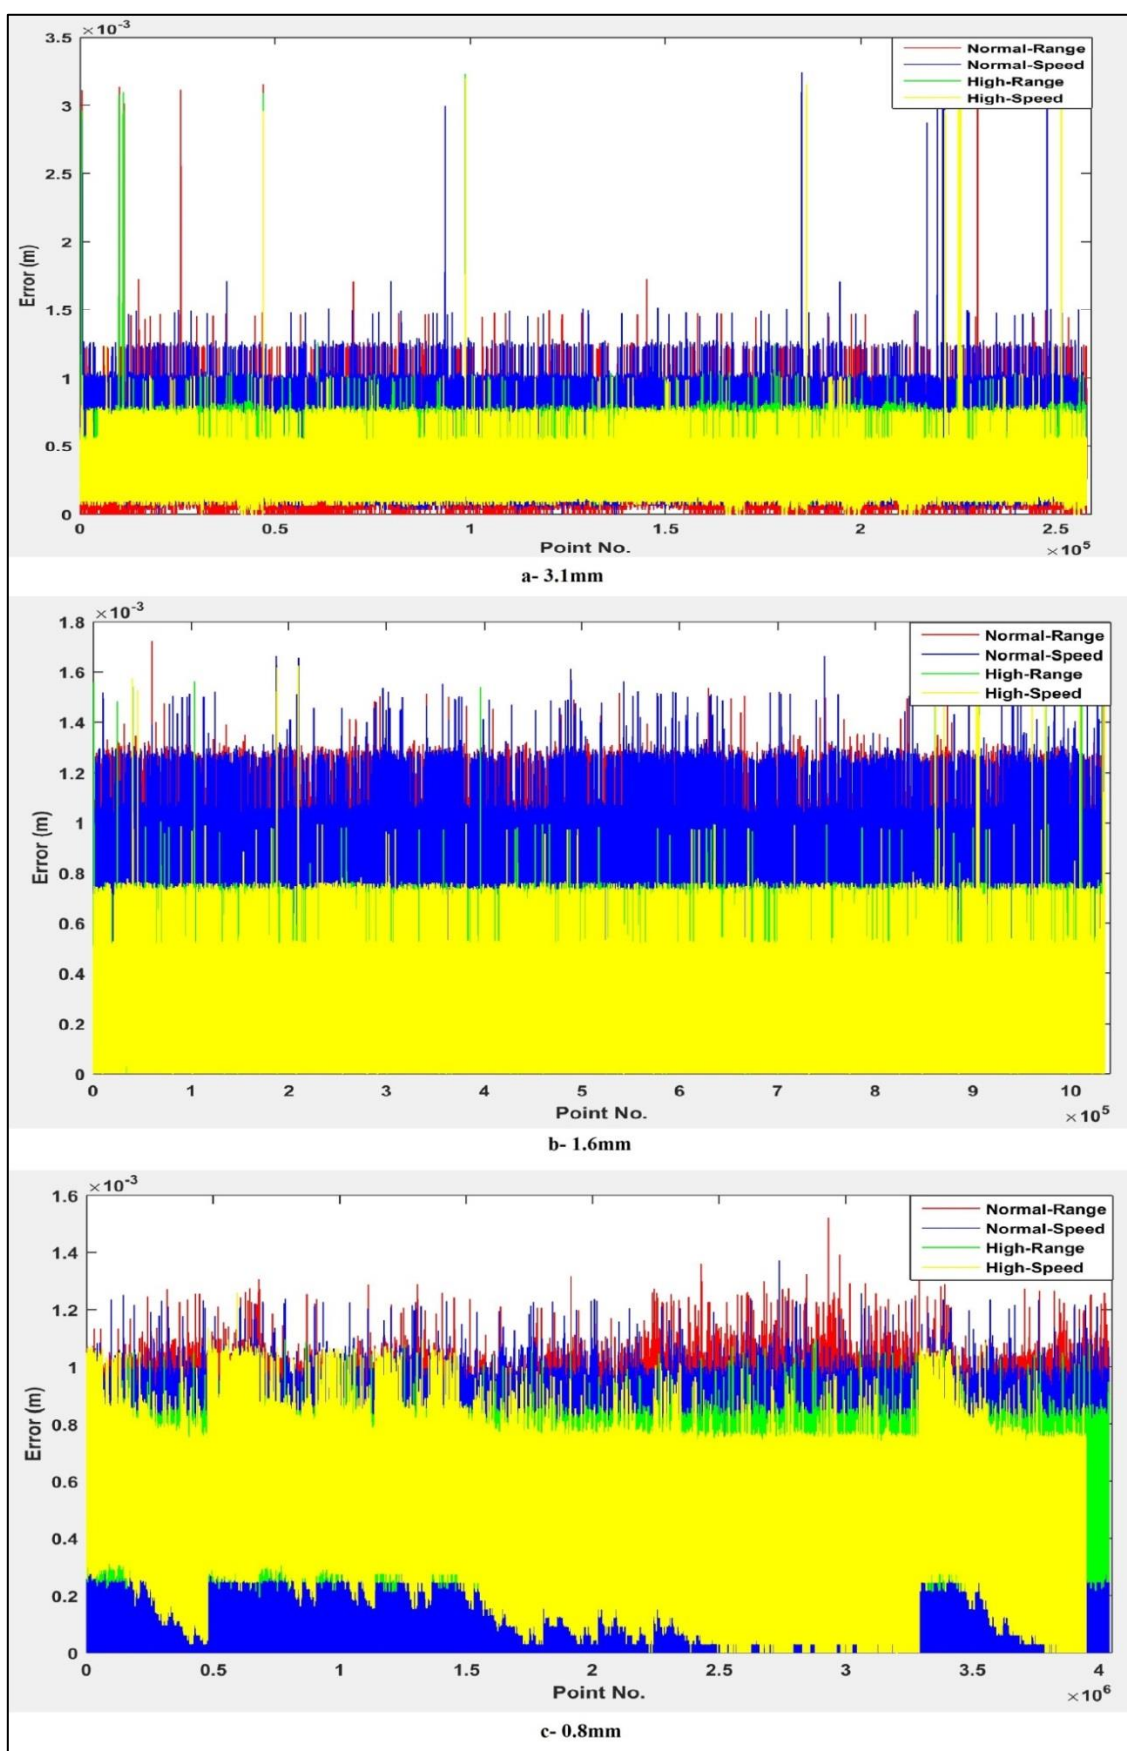 ×10-3
3.5
3
2.5
2
1.5
1
0.5
0
Error (m)
Normal-Range
Normal-Speed
High-Range
High-Speed
0 0.5 1 1.5 2 2.5
Point No.
×10 5
a- 3.1mm
×10-3
1.8
1.6
1.4
1.2
1
0.8
0.6
0.4
0.2
0
Error (m)
Normal-Range
Normal-Speed
High-Range
High-Speed
0 1 2 3 4 5 6 7 8 9 10
Point No.
×10 5
b- 1.6mm
×10-3
1.6
1.4
1.2
1
0.8
0.6
0.4
0.2
0
Error (m)
Normal-Range
Normal-Speed
High-Range
High-Speed
0 0.5 1 1.5 2 2.5 3 3.5 4
Point No.
×10 6
c- 0.8mm